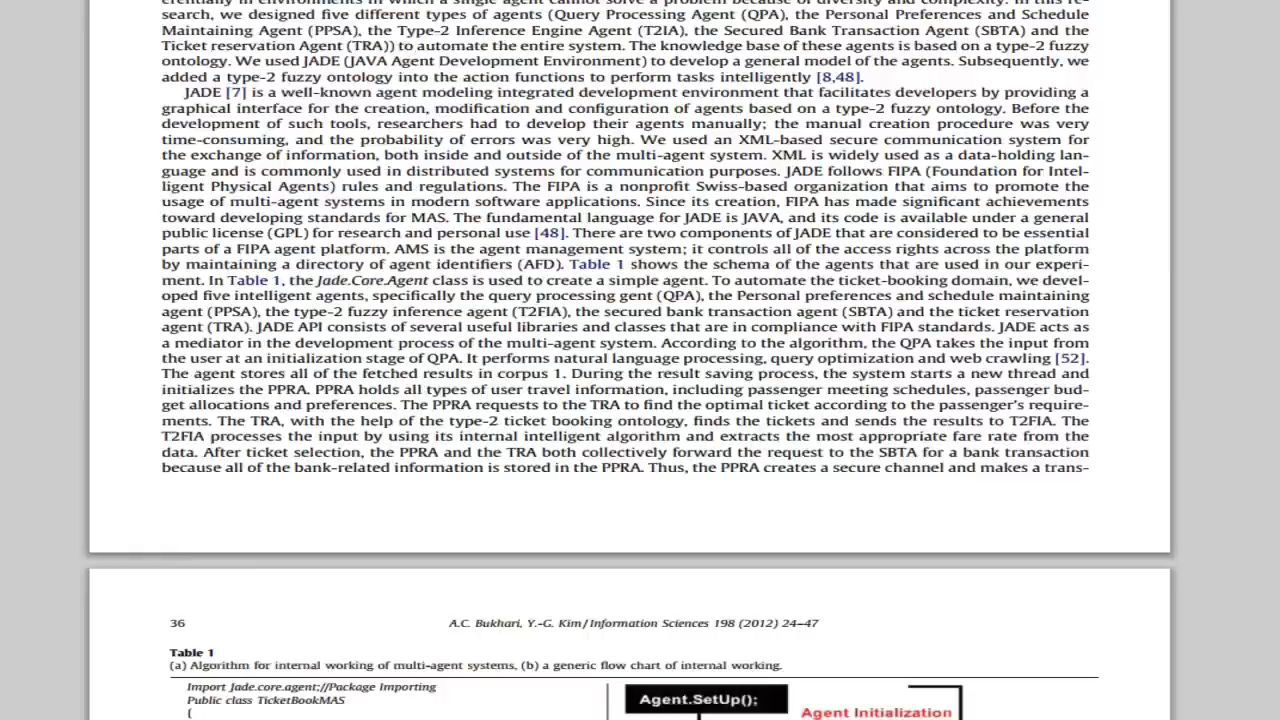 erentially in environments in which a single agent cannot solve a problem because of diversity and complexity. In this re-
search, we designed five different types of agents (Query Processing Agent (QPA), the Personal Preferences and Schedule
Maintaining Agent (PPSA), the Type-2 Inference Engine Agent (T2IA), the Secured Bank Transaction Agent (SBTA) and the
Ticket reservation Agent (TRA)) to automate the entire system. The knowledge base of these agents is based on a type-2 fuzzy
ontology. We used JADE (JAVA Agent Development Environment) to develop a general model of the agents. Subsequently, we
added a type-2 fuzzy ontology into the action functions to perform tasks intelligently [8,48].
JADE [7] is a well-known agent modeling integrated development environment that facilitates developers by providing a
graphical interface for the creation, modification and configuration of agents based on a type-2 fuzzy ontology. Before the
development of such tools, researchers had to develop their agents manually; the manual creation procedure was very
time-consuming, and the probability of errors was very high. We used an XML-based secure communication system for
the exchange of information, both inside and outside of the multi-agent system. XML is widely used as a data-holding lan-
guage and is commonly used in distributed systems for communication purposes. JADE follows FIPA (Foundation for Intel-
ligent Physical Agents) rules and regulations. The FIPA is a nonprofit Swiss-based organization that aims to promote the
usage of multi-agent systems in modern software applications. Since its creation, FIPA has made significant achievements
toward developing standards for MAS. The fundamental language for JADE is JAVA, and its code is available under a general
public license (GPL) for research and personal use [48]. There are two components of JADE that are considered to be essential
parts of a FIPA agent platform. AMS is the agent management system; it controls all of the access rights across the platform
by maintaining a directory of agent identifiers (AFD). Table 1 shows the schema of the agents that are used in our experi-
ment. In Table 1, the Jade.Core.Agent class is used to create a simple agent. To automate the ticket-booking domain, we devel-
oped five intelligent agents, specifically the query processing gent (QPA), the Personal preferences and schedule maintaining
agent (PPSA), the type-2 fuzzy inference agent (T2FIA), the secured bank transaction agent (SBTA) and the ticket reservation
agent (TRA). JADE API consists of several useful libraries and classes that are in compliance with FIPA standards. JADE acts as
a mediator in the development process of the multi-agent system. According to the algorithm, the QPA takes the input from
the user at an initialization stage of QPA. It performs natural language processing, query optimization and web crawling [52].
The agent stores all of the fetched results in corpus 1. During the result saving process, the system starts a new thread and
initializes the PPRA. PPRA holds all types of user travel information, including passenger meeting schedules, passenger bud-
get allocations and preferences. The PPRA requests to the TRA to find the optimal ticket according to the passenger's require-
ments. The TRA, with the help of the type-2 ticket booking ontology, finds the tickets and sends the results to T2FIA. The
T2FIA processes the input by using its internal intelligent algorithm and extracts the most appropriate fare rate from the
data. After ticket selection, the PPRA and the TRA both collectively forward the request to the SBTA for a bank transaction
because all of the bank-related information is stored in the PPRA. Thus, the PPRA creates a secure channel and makes a trans-
36
A.C. Bukhari, Y.-G. Kim / Information Sciences 198 (2012) 24–47
Table 1
(a) Algorithm for internal working of multi-agent systems, (b) a generic flow chart of internal working.
Import Jade.core.agent;//Package Importing
Public class TicketBookMAS
{
Agent.SetUp();
Agent Initialization